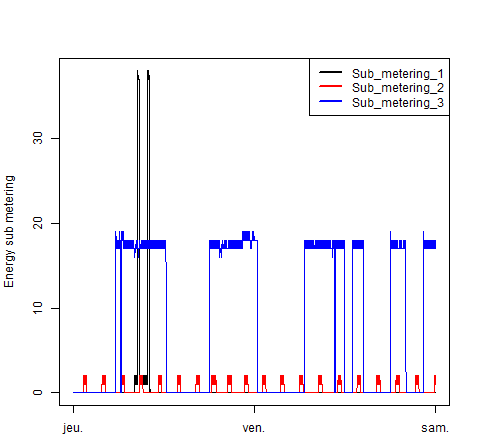 Sub_metering_1
Sub_metering_2
Sub_metering_3
Energy sub metering
30
20
10
0
jeu.
ven.
sam.